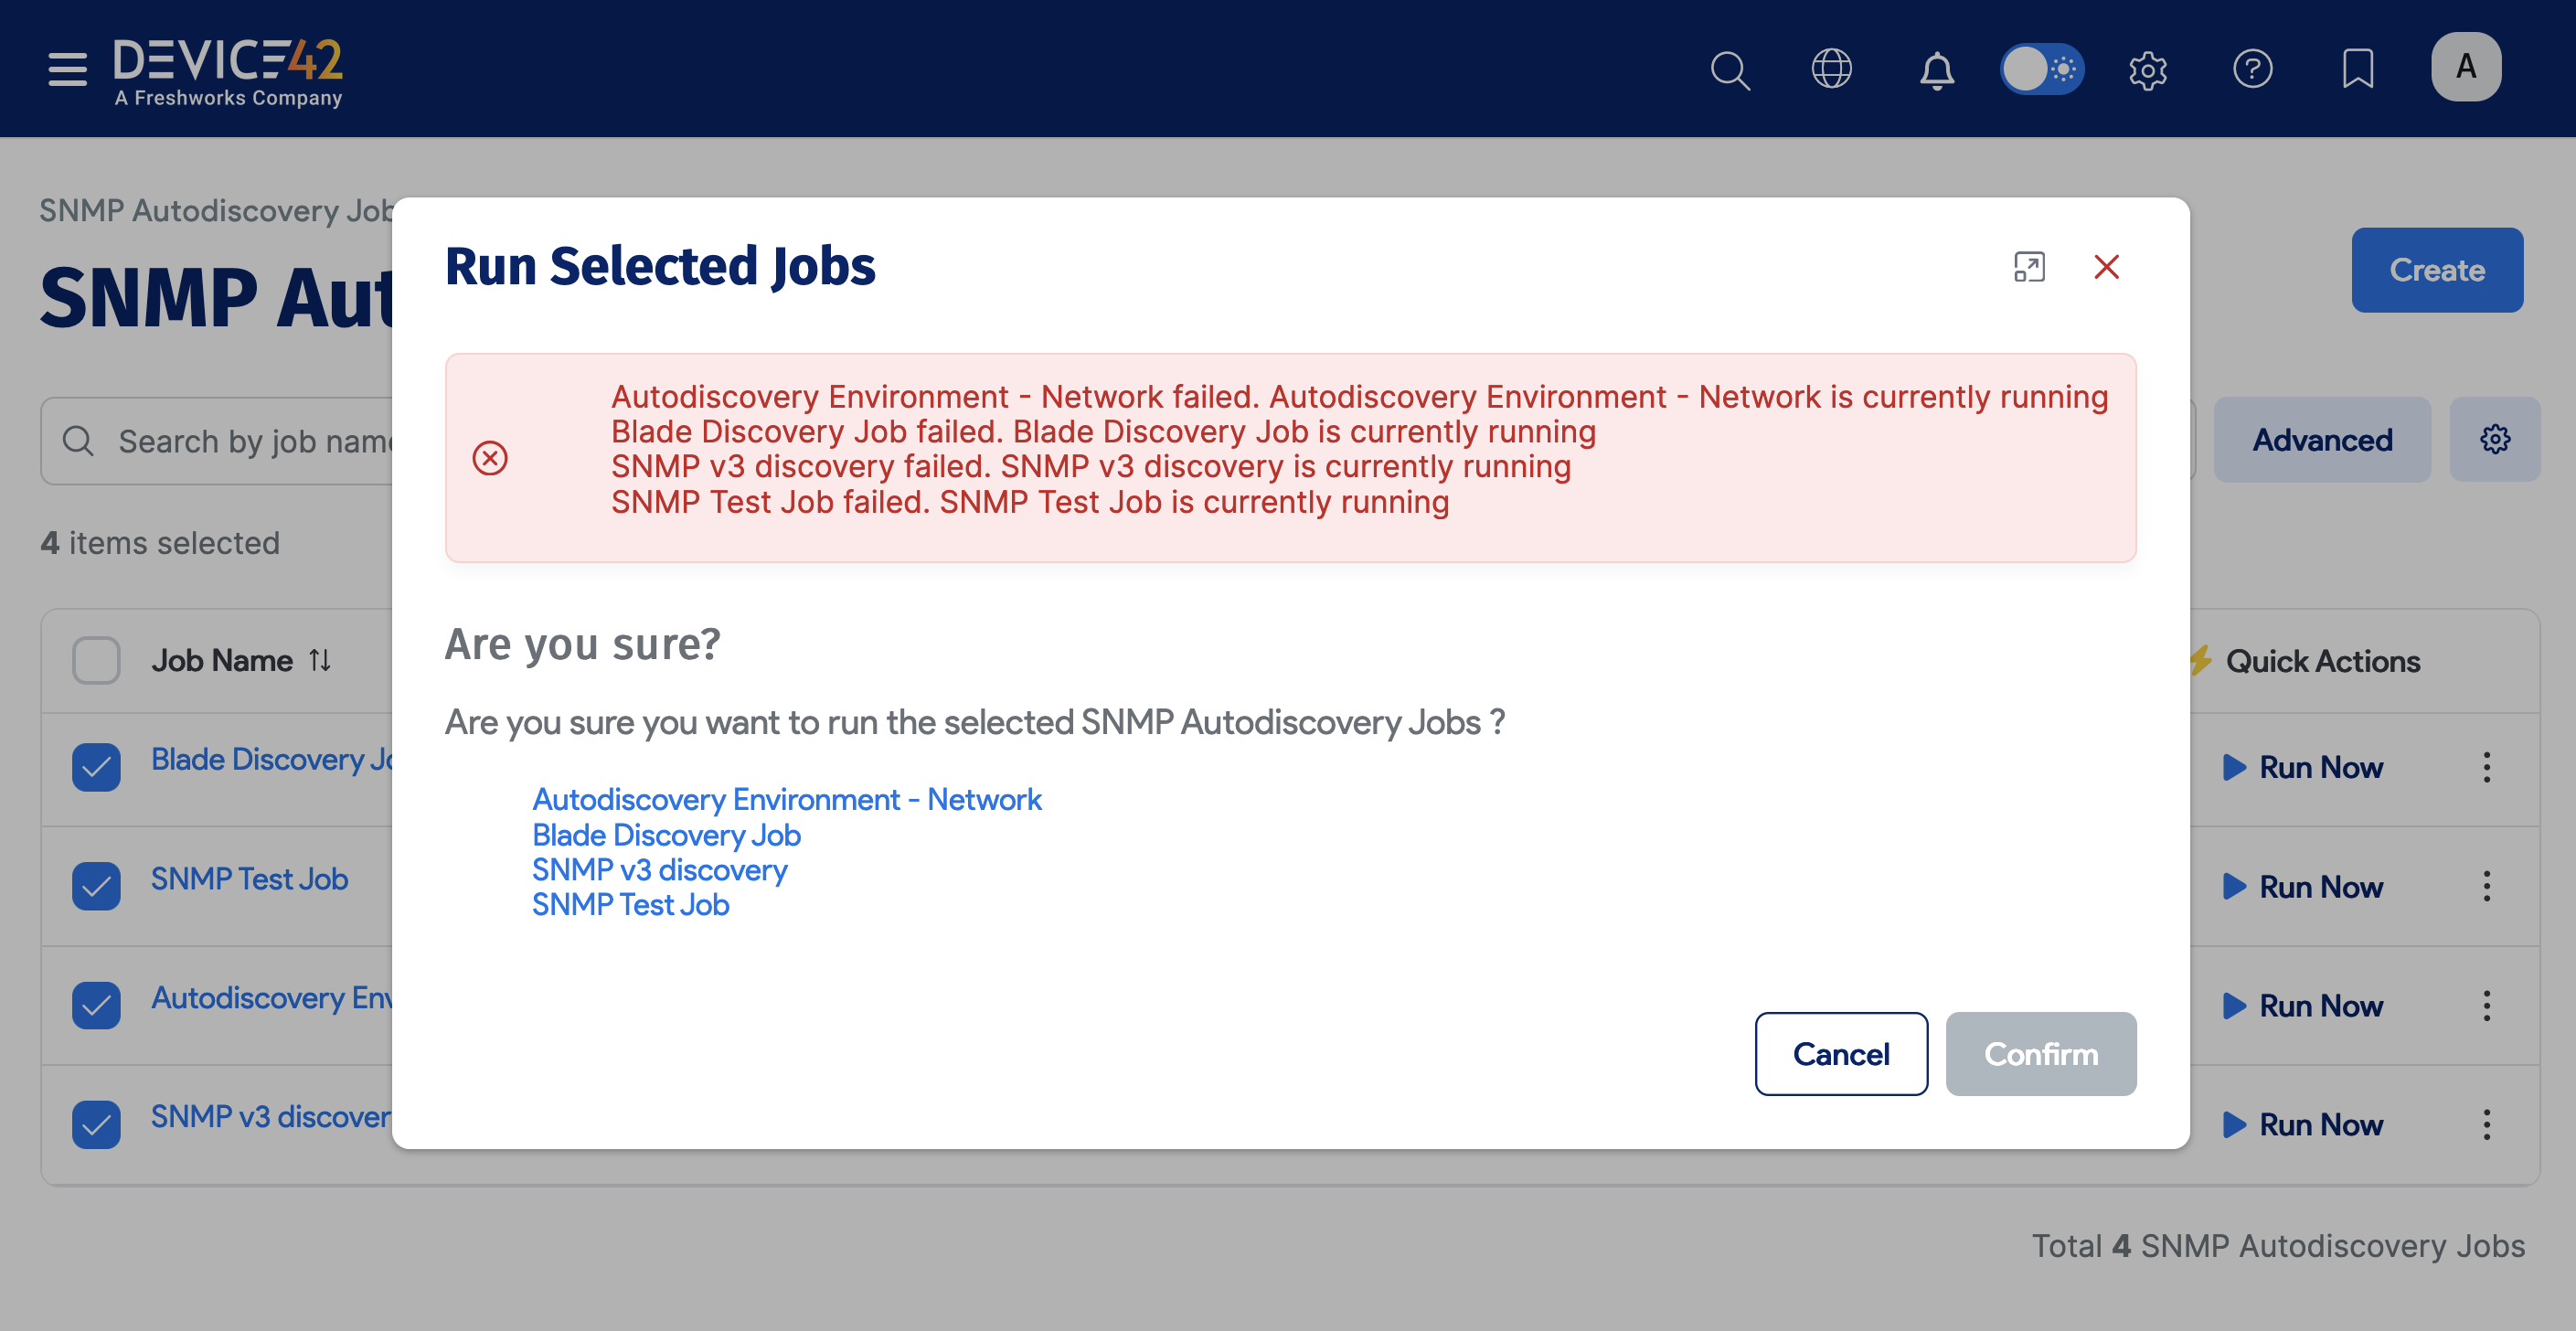 DEVICE42
A Freshworks Company
A
SNMP Autodiscovery Job
SNMP Aut
Create
Search by job name
Advanced
4 items selected
Job Name
Quick Actions
Blade Discovery Jo
Run Now
SNMP Test Job
Run Now
Autodiscovery Env
Run Now
SNMP v3 discover
Run Now
Total 4 SNMP Autodiscovery Jobs
Run Selected Jobs
Autodiscovery Environment - Network failed. Autodiscovery Environment - Network is currently running
Blade Discovery Job failed. Blade Discovery Job is currently running
SNMP v3 discovery failed. SNMP v3 discovery is currently running
SNMP Test Job failed. SNMP Test Job is currently running
Are you sure?
Are you sure you want to run the selected SNMP Autodiscovery Jobs ?
Autodiscovery Environment - Network
Blade Discovery Job
SNMP v3 discovery
SNMP Test Job
Cancel
Confirm